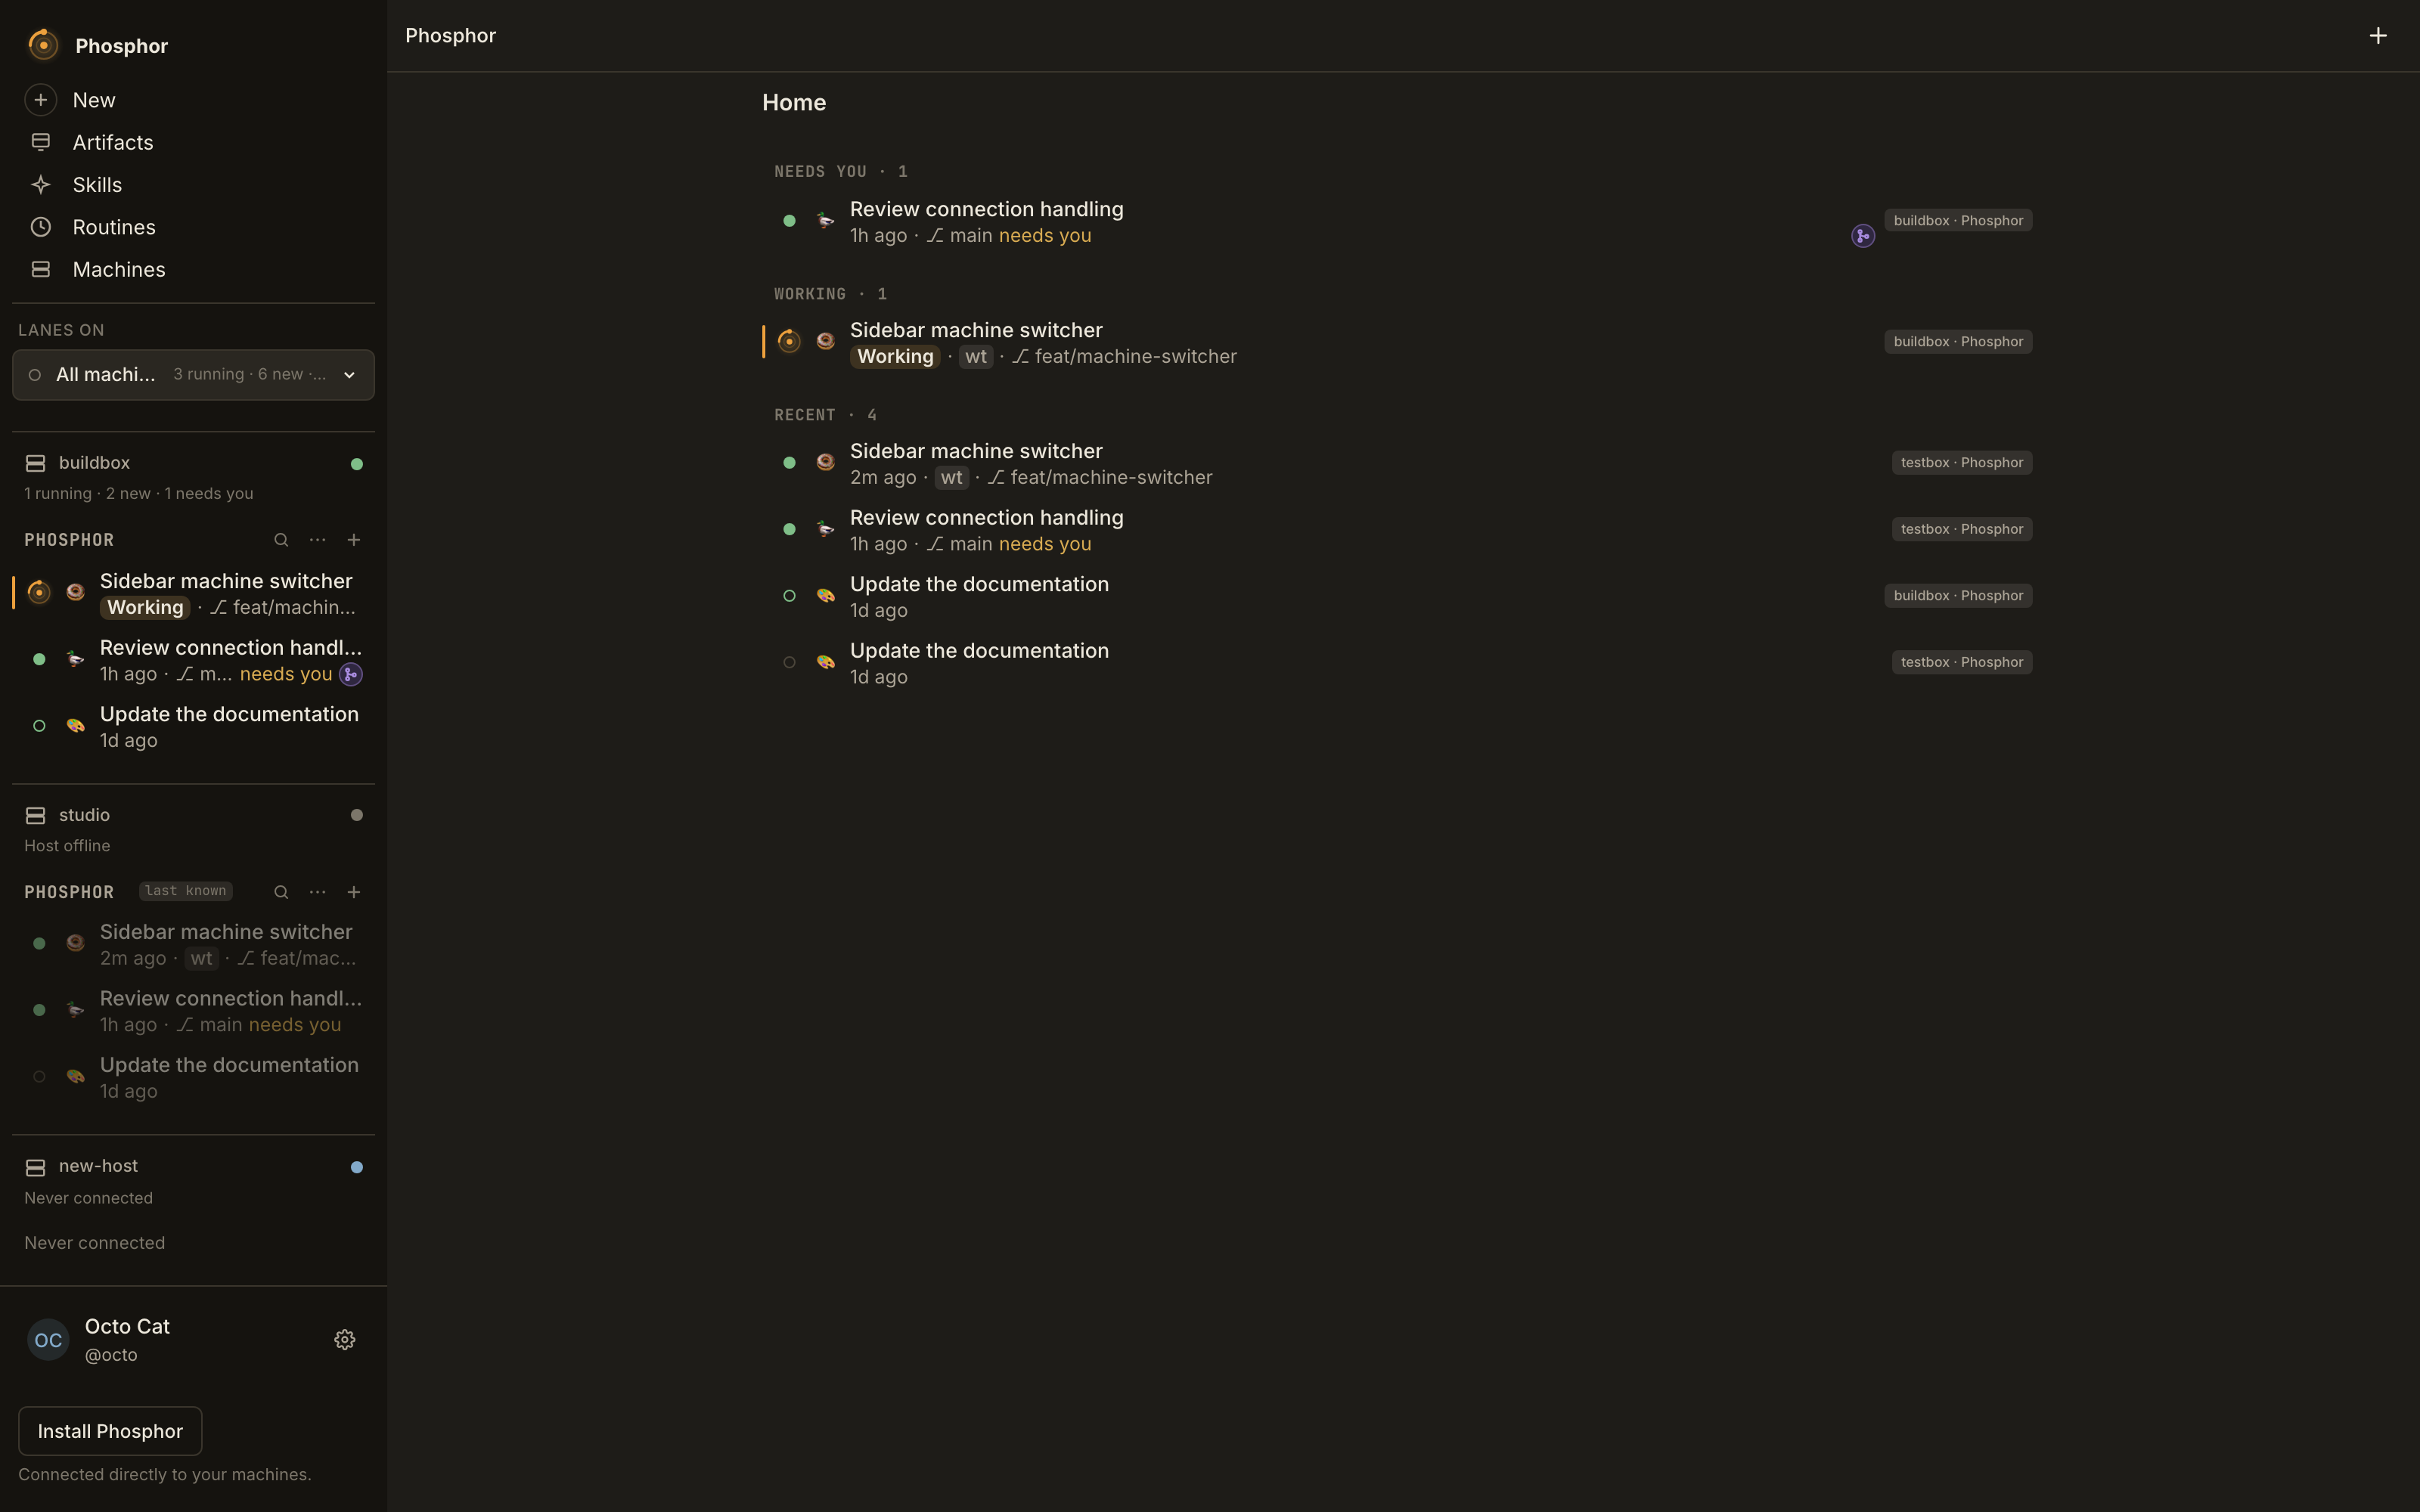 Phosphor
New
Artifacts
Skills
Routines
Machines
LANES ON
All machi... 3 running · 6 new ·...
buildbox
1 running · 2 new · 1 needs you
PHOSPHOR
Sidebar machine switcher
Working · ⌥ feat/machin...
Review connection handl...
1h ago · ⌥ m... needs you
Update the documentation
1d ago
studio
Host offline
PHOSPHOR last known
Sidebar machine switcher
2m ago · wt · ⌥ feat/mac...
Review connection handl...
1h ago · ⌥ main needs you
Update the documentation
1d ago
new-host
Never connected
Never connected
OC
Octo Cat
@octo
Install Phosphor
Connected directly to your machines.
Phosphor
Home
NEEDS YOU · 1
Review connection handling
1h ago · ⌥ main needs you
buildbox · Phosphor
WORKING · 1
Sidebar machine switcher
Working · wt · ⌥ feat/machine-switcher
buildbox · Phosphor
RECENT · 4
Sidebar machine switcher
2m ago · wt · ⌥ feat/machine-switcher
testbox · Phosphor
Review connection handling
1h ago · ⌥ main needs you
testbox · Phosphor
Update the documentation
1d ago
buildbox · Phosphor
Update the documentation
1d ago
testbox · Phosphor